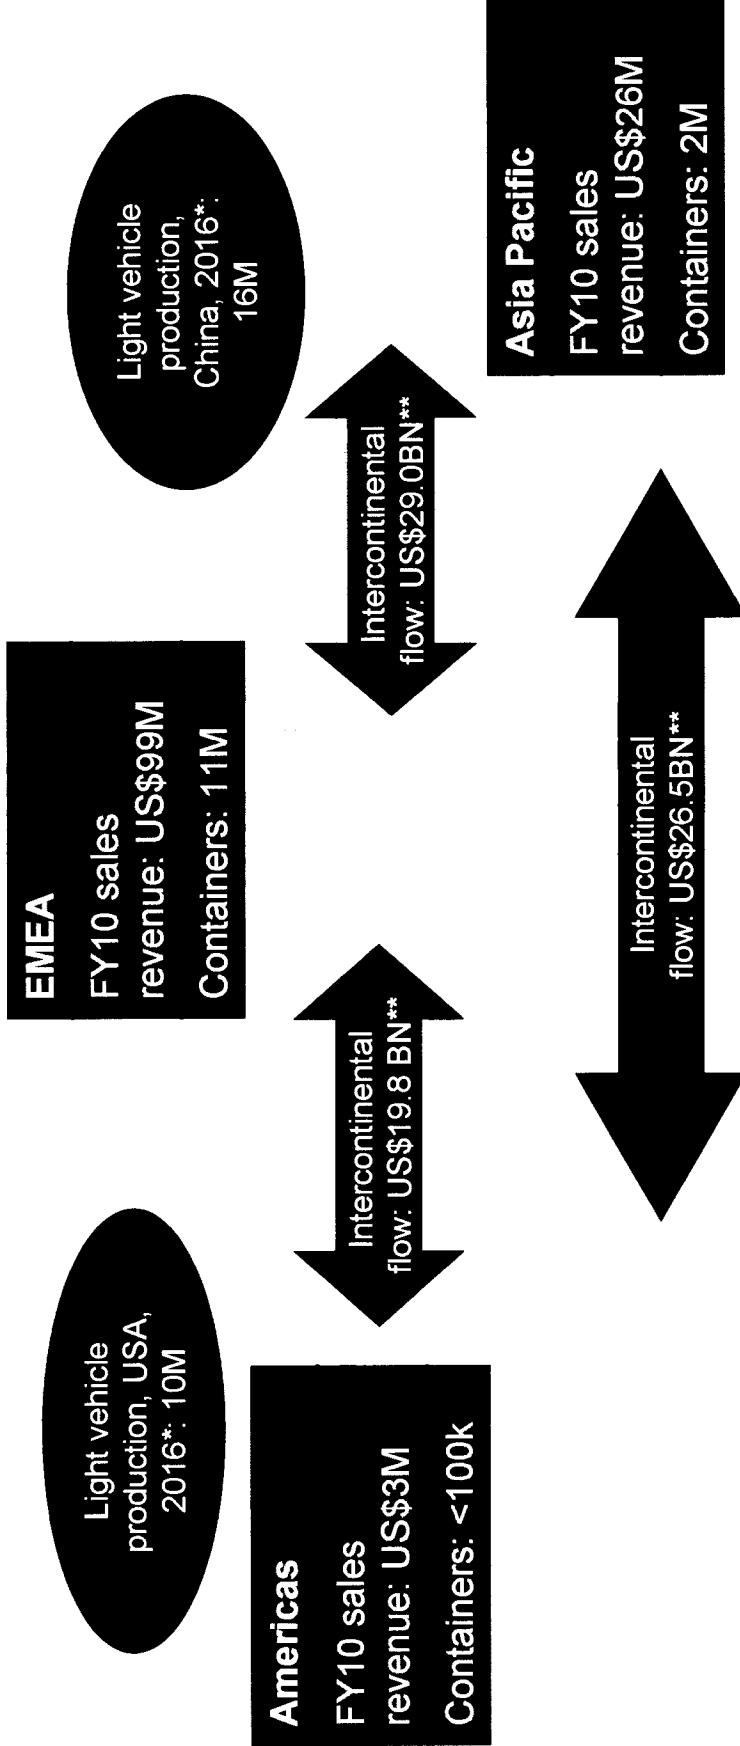 Light vehicle
production, USA,
2016*: 10M
Americas
FY10 sales
revenue: US$3M
Containers: <100k
EMEA
FY10 sales
revenue: US$99M
Containers: 11M
Light vehicle
production,
China, 2016*:
16M
Intercontinental
flow: US$19.8 BN**
Intercontinental
flow: US$29.0BN**
Asia Pacific
FY10 sales
revenue: US$26M
Containers: 2M
Intercontinental
flow: US$26.5BN**